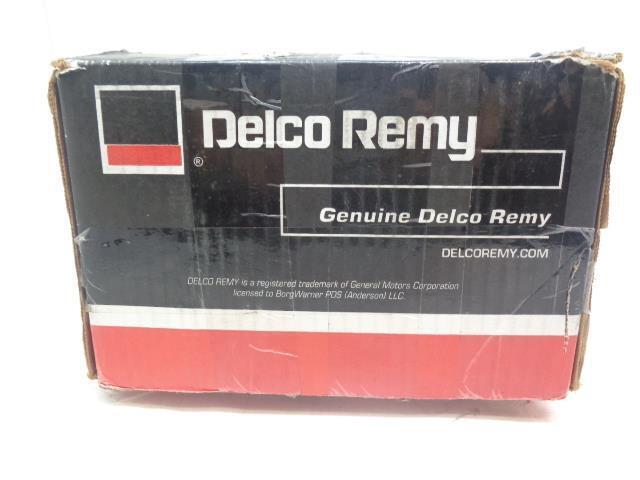 Delco Remy
®
Genuine Delco Remy
DELCOREMY.COM
DELCO REMY is a registered trademark of General Motors Corporation
licensed to BorgWarner PDS (Anderson) LLC.